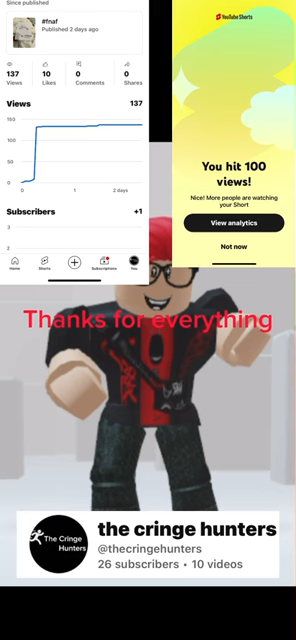 Since published
#fnaf
Published 2 days ago
137
Views
10
Likes
0
Comments
0
Shares
Views
137
150
100
50
0
0
1
2 days
Subscribers
+1
3
2
Home
Shorts
Subscriptions
You
YouTube Shorts
You hit 100
views!
Nice! More people are watching
your Short
View analytics
Not now
Thanks for everything
The Cringe
Hunters
the cringe hunters
@thecringehunters
26 subscribers • 10 videos